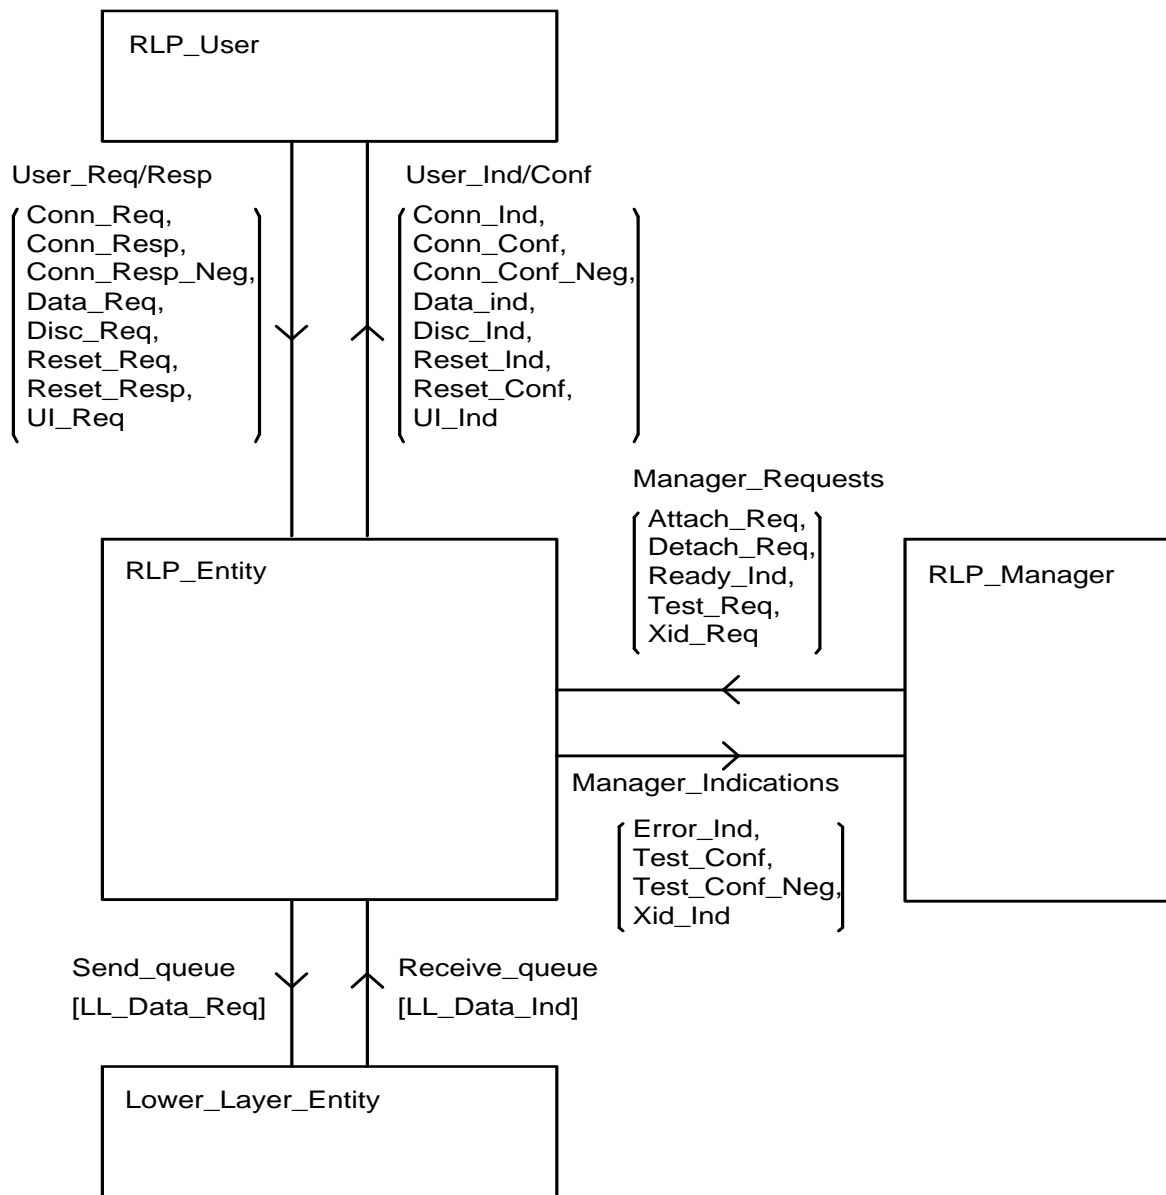 RLP_User
User_Req/Resp
Conn_Req,
Conn_Resp,
Conn_Resp_Neg,
Data_Req,
Disc_Req,
Reset_Req,
Reset_Resp,
UI_Req
User_Ind/Conf
Conn_Ind,
Conn_Conf,
Conn_Conf_Neg,
Data_ind,
Disc_Ind,
Reset_Ind,
Reset_Conf,
UI_Ind
Manager_Requests
Attach_Req,
Detach_Req,
Ready_Ind,
Test_Req,
Xid_Req
RLP_Entity
RLP_Manager
Manager_Indications
Error_Ind,
Test_Conf,
Test_Conf_Neg,
Xid_Ind
Send_queue
[LL_Data_Req]
Receive_queue
[LL_Data_Ind]
Lower_Layer_Entity